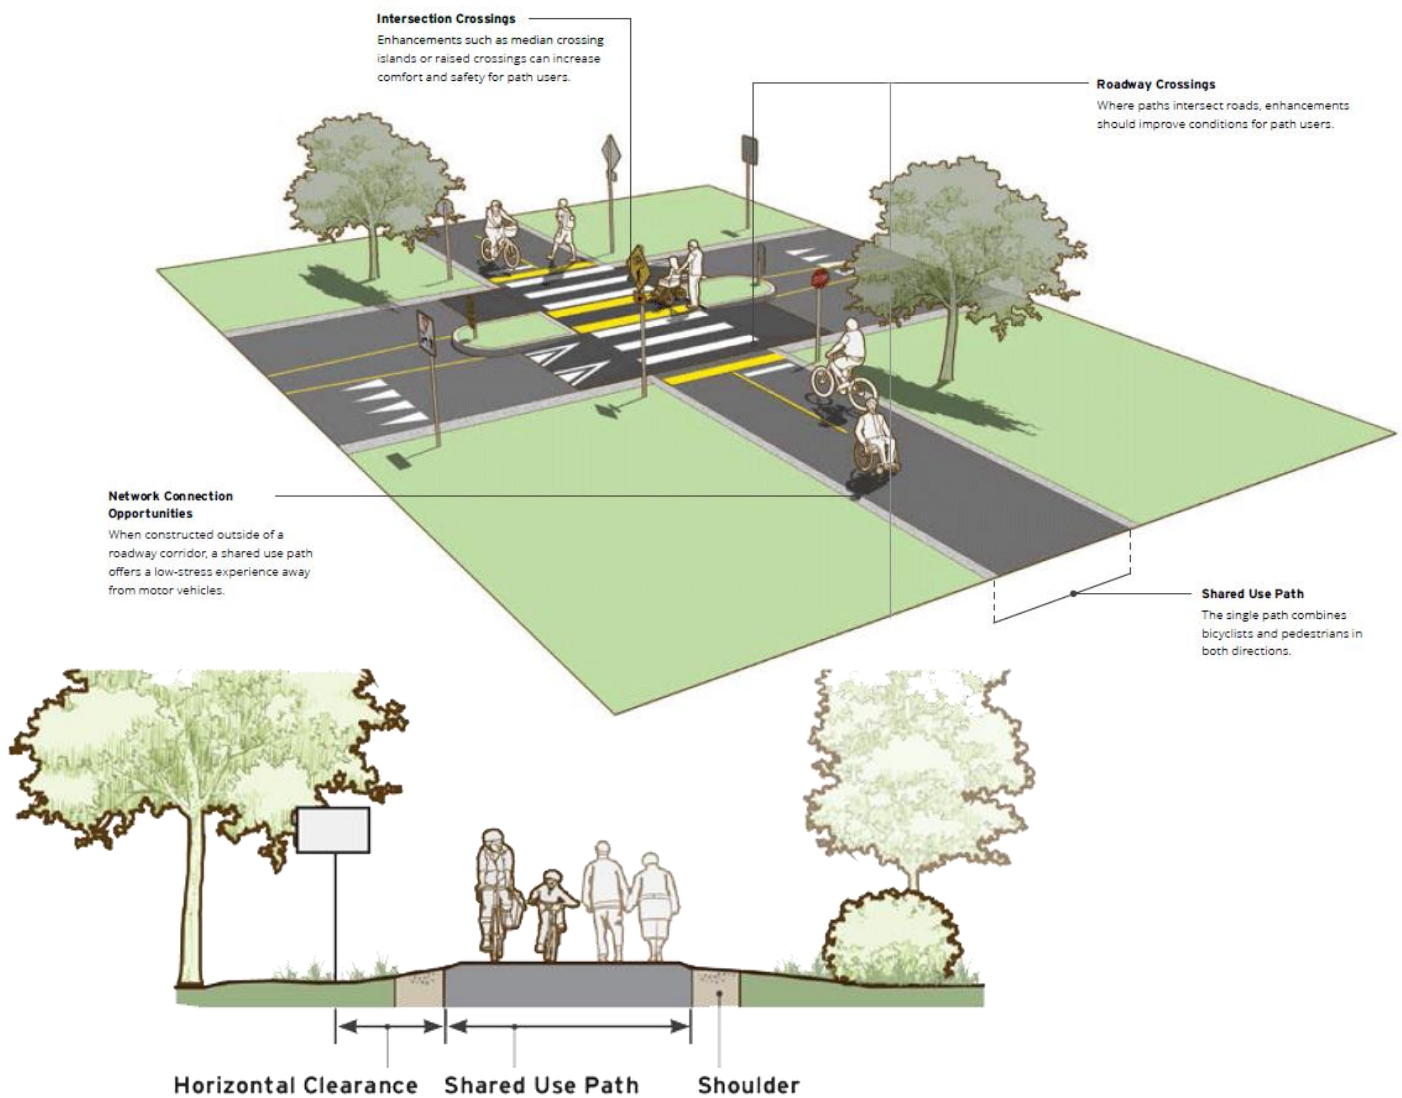 Intersection Crossings
Enhancements such as median crossing
islands or raised crossings can increase
comfort and safety for path users.
Roadway Crossings
Where paths intersect roads, enhancements
should improve conditions for path users.
Network Connection
Opportunities
When constructed outside of a
roadway corridor, a shared use path
offers a low-stress experience away
from motor vehicles.
Shared Use Path
The single path combines
bicyclists and pedestrians in
both directions.
Horizontal Clearance
Shared Use Path
Shoulder